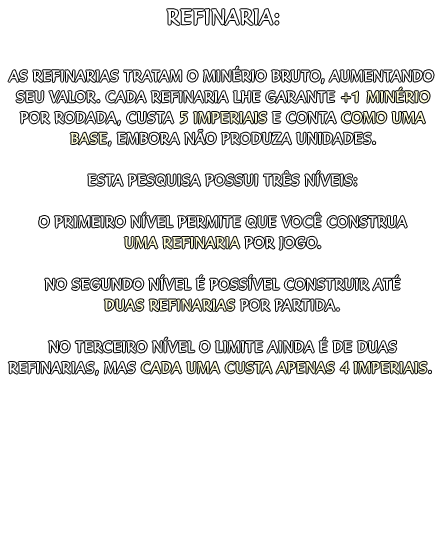 REFINARIA:
AS REFINARIAS TRATAM O MINÉRIO BRUTO, AUMENTANDO
SEU VALOR. CADA REFINARIA LHE GARANTE +1 MINÉRIO
POR RODADA, CUSTA 5 IMPERIAIS E CONTA COMO UMA
BASE, EMBORA NÃO PRODUZA UNIDADES.
ESTA PESQUISA POSSUI TRÊS NÍVEIS:
O PRIMEIRO NÍVEL PERMITE QUE VOCÊ CONSTRUA
UMA REFINARIA POR JOGO.
NO SEGUNDO NÍVEL É POSSÍVEL CONSTRUIR ATÉ
DUAS REFINARIAS POR PARTIDA.
NO TERCEIRO NÍVEL O LIMITE AINDA É DE DUAS
REFINARIAS, MAS CADA UMA CUSTA APENAS 4 IMPERIAIS.